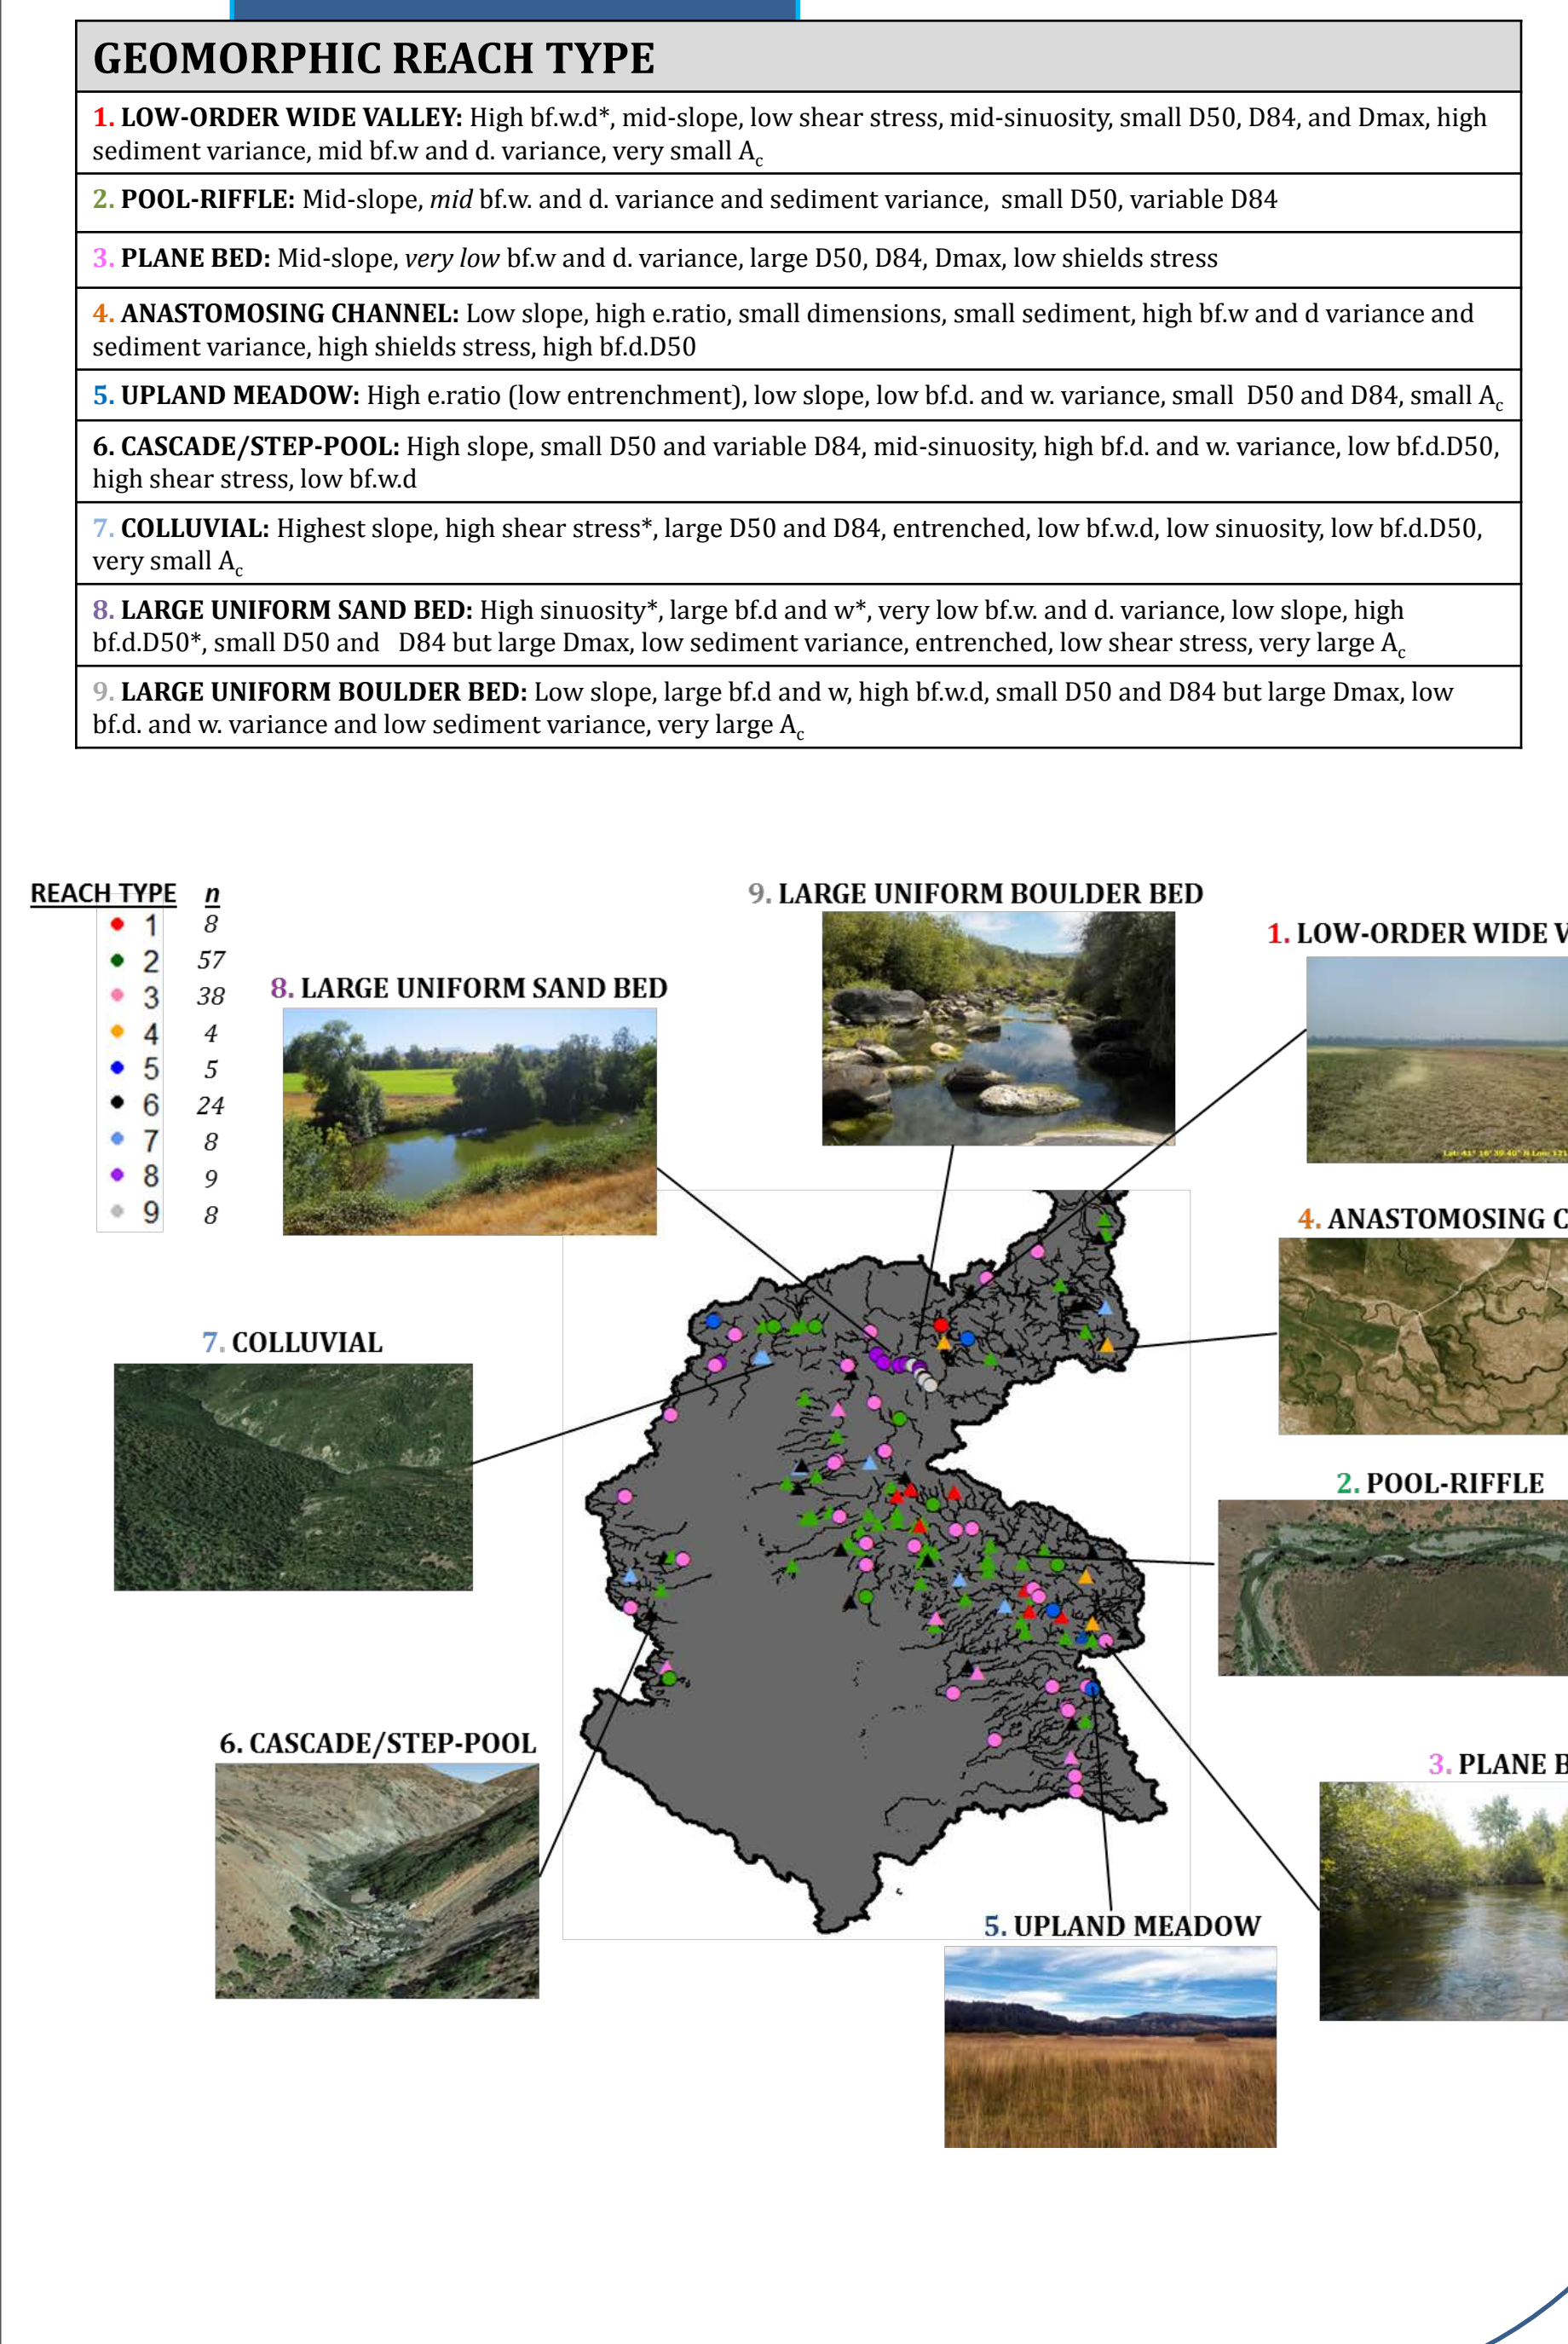 GEOMORPHIC REACH TYPE
1. LOW-ORDER WIDE VALLEY: High bf.w.d*, mid-slope, low shear stress, mid-sinuosity, small D50, D84, and Dmax, high
sediment variance, mid bf.w and d. variance, very small Ac
2. POOL-RIFFLE: Mid-slope, mid bf.w. and d. variance and sediment variance, small D50, variable D84
3. PLANE BED: Mid-slope, very low bf.w and d. variance, large D50, D84, Dmax, low shields stress
4. ANASTOMOSING CHANNEL: Low slope, high e.ratio, small dimensions, small sediment, high bf.w and d variance and
sediment variance, high shields stress, high bf.d.D50
5. UPLAND MEADOW: High e.ratio (low entrenchment), low slope, low bf.d. and w. variance, small D50 and D84, small Ac
6. CASCADE/STEP-POOL: High slope, small D50 and variable D84, mid-sinuosity, high bf.d. and w. variance, low bf.d.D50,
high shear stress, low bf.w.d
7. COLLUVIAL: Highest slope, high shear stress*, large D50 and D84, entrenched, low bf.w.d, low sinuosity, low bf.d.D50,
very small Ac
8. LARGE UNIFORM SAND BED: High sinuosity*, large bf.d and w*, very low bf.w. and d. variance, low slope, high
bf.d.D50*, small D50 and D84 but large Dmax, low sediment variance, entrenched, low shear stress, very large Ac
9. LARGE UNIFORM BOULDER BED: Low slope, large bf.d and w, high bf.w.d, small D50 and D84 but large Dmax, low
bf.d. and w. variance and low sediment variance, very large Ac
REACH TYPE n
1 8
2 57
3 38
4 4
5 5
6 24
7 8
8 9
9 8
9. LARGE UNIFORM BOULDER BED
1. LOW-ORDER WIDE V
8. LARGE UNIFORM SAND BED
4. ANASTOMOSING C
7. COLLUVIAL
2. POOL-RIFFLE
6. CASCADE/STEP-POOL
3. PLANE B
5. UPLAND MEADOW